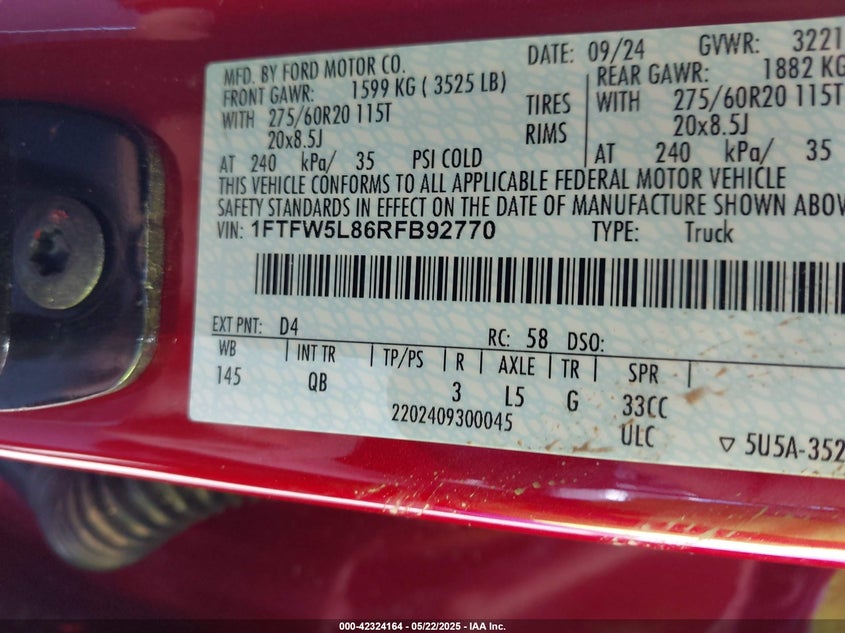 MFD. BY FORD MOTOR CO.
DATE: 09/24 GVWR: 3221
FRONT GAWR: 1599 KG ( 3525 LB)
REAR GAWR: 1882 KG
WITH 275/60R20 115T TIRES WITH 275/60R20 115T
20x8.5J RIMS 20x8.5J
AT 240 kPa/ 35 PSI COLD AT 240 kPa/ 35
THIS VEHICLE CONFORMS TO ALL APPLICABLE FEDERAL MOTOR VEHICLE
SAFETY STANDARDS IN EFFECT ON THE DATE OF MANUFACTURE SHOWN ABOV
VIN: 1FTFW5L86RFB92770 TYPE: Truck
EXT PNT: D4 RC: 58 DSO:
WB INT TR TP/PS R AXLE TR SPR
145 QB 3 L5 G 33CC
2202409300045 ULC ▽ 5U5A-352
000-42324164 - 05/22/2025 - IAA Inc.